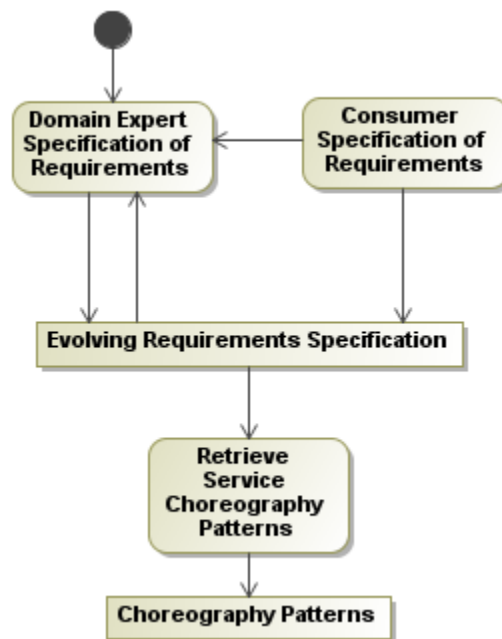 Domain Expert
Specification of
Requirements
Consumer
Specification of
Requirements
Evolving Requirements Specification
Retrieve
Service
Choreography
Patterns
Choreography Patterns